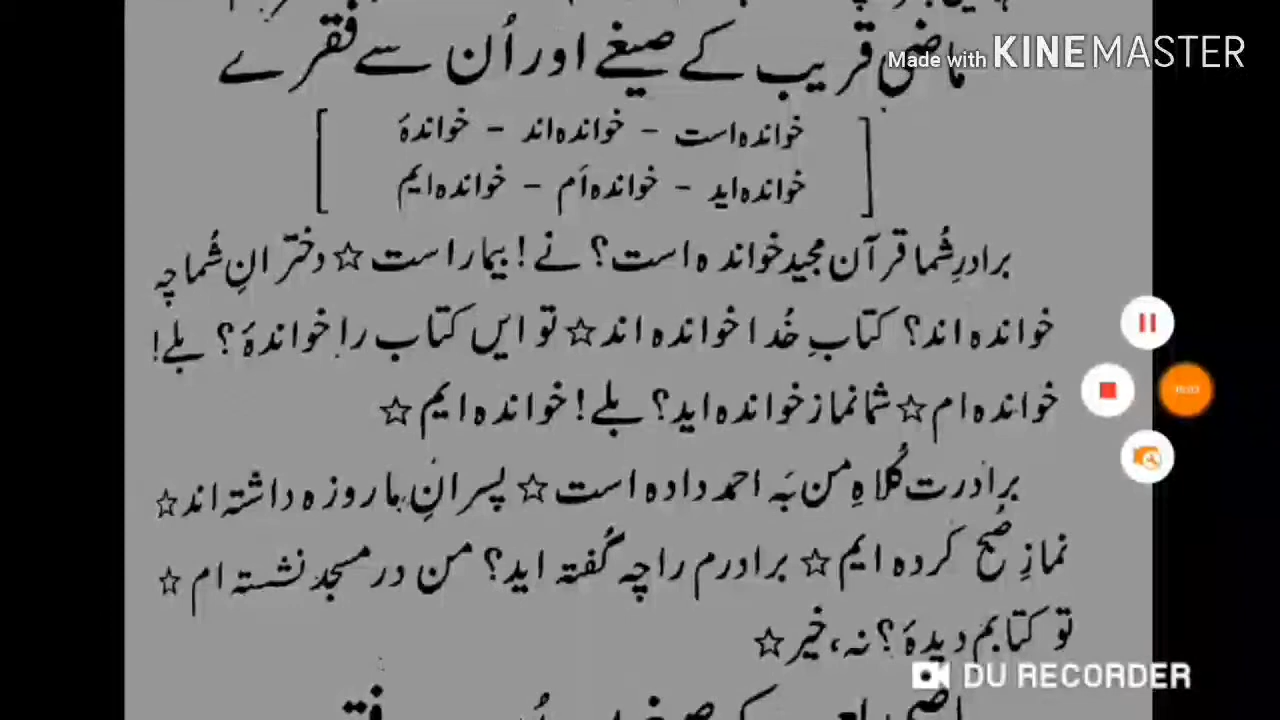 ماضی قریب کے صیغے اور اُن سے فقرے
Made with KINEMASTER
[ خواندہ است - خواندہ اند - خواندۂ
خواندہ اید - خواندہ اَم - خواندہ ایم ]
برادرِ شُما قرآن مجید خواندہ است؟ نے! بیمار است ☆ دخترانِ شُما چہ
خواندہ اند؟ کتابِ خُدا خواندہ اند ☆ تو ایں کتاب را خواندۂ؟ بلے!
خواندہ ام ☆ شما نماز خواندہ اید؟ بلے! خواندہ ایم ☆
برادرت کُلاہِ من بَہ احمد دادہ است ☆ پسرانِ ما روزہ داشتہ اند ☆
نمازِ صُبح کردہ ایم ☆ برادرم را چہ گُفتہ اید؟ من در مسجد نشستہ ام ☆
تو کتابم دیدۂ؟ نہ، خیر ☆
DU RECORDER